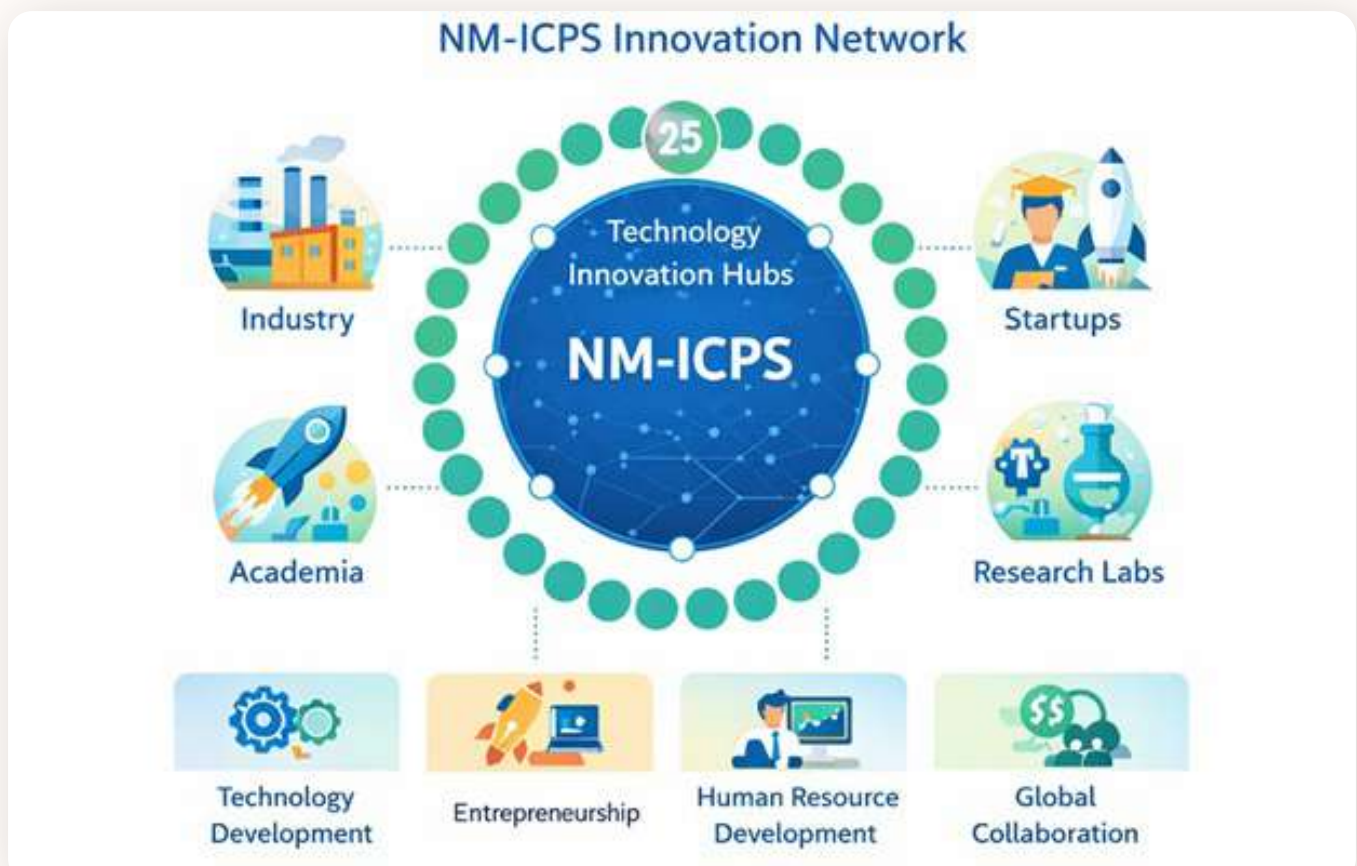 NM-ICPS Innovation Network
25
Technology
Innovation Hubs
NM-ICPS
Industry
Startups
Academia
Research Labs
T
$$
Technology
Development
Entrepreneurship
Human Resource
Development
Global
Collaboration